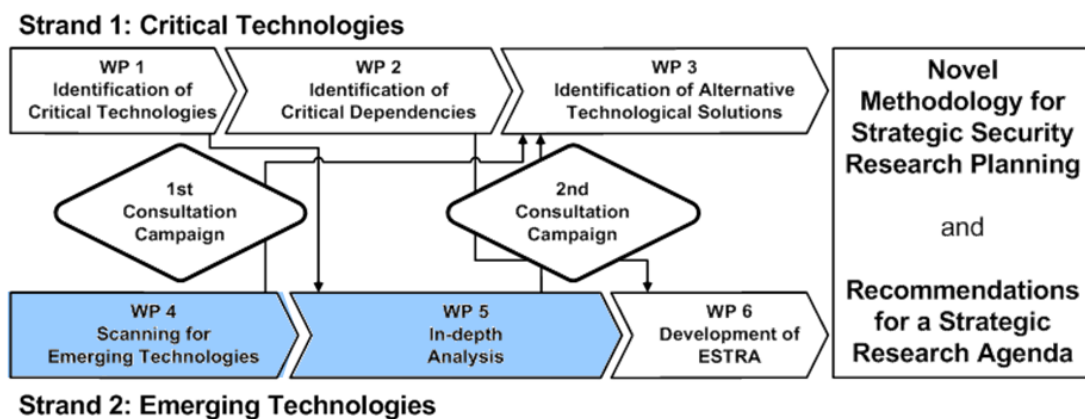 Strand 1: Critical Technologies
WP 1
Identification of
Critical Technologies
WP 2
Identification of
Critical Dependencies
WP 3
Identification of Alternative
Technological Solutions
1st
Consultation
Campaign
2nd
Consultation
Campaign
WP 4
Scanning for
Emerging Technologies
WP 5
In-depth
Analysis
WP 6
Development of
ESTRA
Strand 2: Emerging Technologies
Novel
Methodology for
Strategic Security
Research Planning
and
Recommendations
for a Strategic
Research Agenda